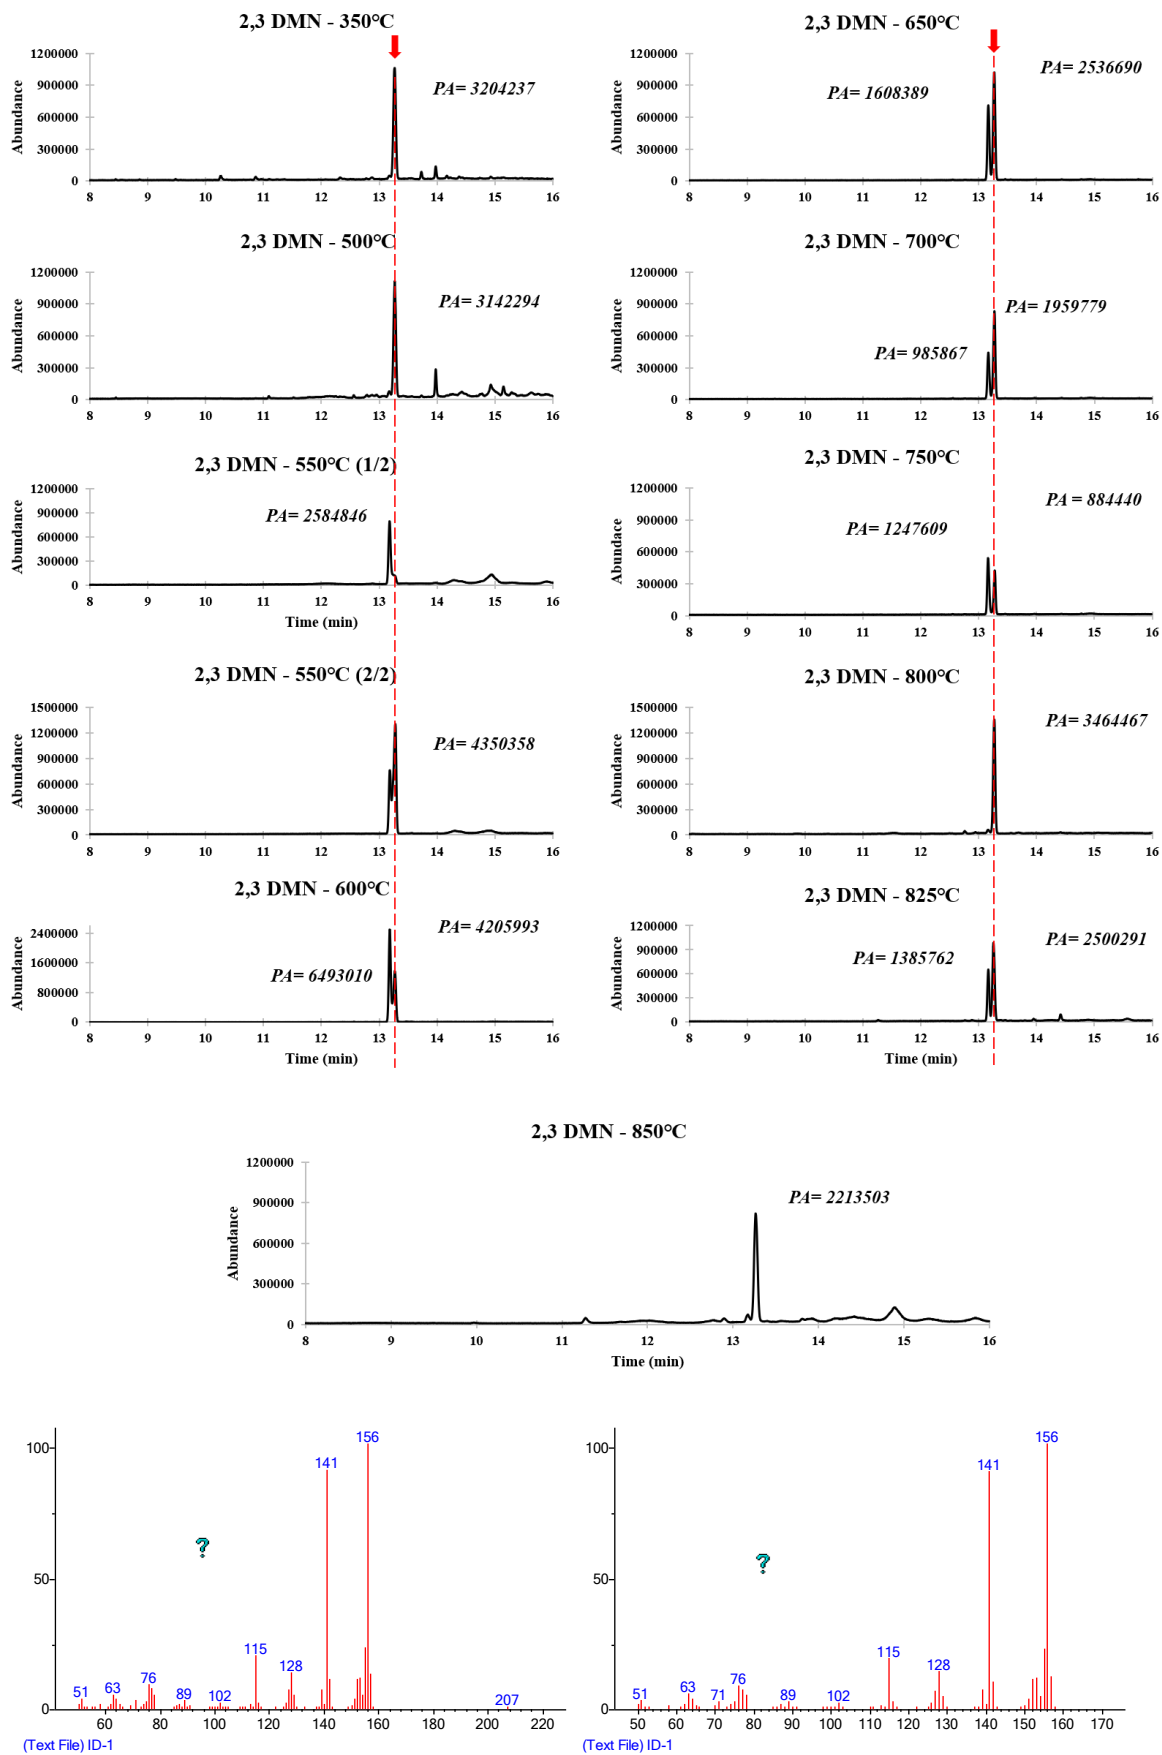 2,3 DMN - 350℃
1200000
900000
600000
300000
0
Abundance
PA= 3204237
8 9 10 11 12 13 14 15 16
2,3 DMN - 500℃
1200000
900000
600000
300000
0
Abundance
PA= 3142294
8 9 10 11 12 13 14 15 16
2,3 DMN - 550℃ (1/2)
1200000
900000
600000
300000
0
Abundance
PA= 2584846
8 9 10 11 12 13 14 15 16
Time (min)
2,3 DMN - 550℃ (2/2)
1500000
1200000
900000
600000
300000
0
Abundance
PA= 4350358
8 9 10 11 12 13 14 15 16
2,3 DMN - 600℃
2400000
1600000
800000
0
Abundance
PA= 4205993
PA= 6493010
8 9 10 11 12 13 14 15 16
Time (min)
2,3 DMN - 650℃
1200000
900000
600000
300000
0
Abundance
PA= 2536690
PA= 1608389
8 9 10 11 12 13 14 15 16
2,3 DMN - 700℃
1200000
900000
600000
300000
0
Abundance
PA= 1959779
PA= 985867
8 9 10 11 12 13 14 15 16
2,3 DMN - 750℃
1200000
900000
600000
300000
0
Abundace
PA= 884440
PA= 1247609
8 9 10 11 12 13 14 15 16
2,3 DMN - 800℃
1500000
1200000
900000
600000
300000
0
Abundance
PA= 3464467
8 9 10 11 12 13 14 15 16
2,3 DMN - 825℃
1200000
900000
600000
300000
0
Abundance
PA= 2500291
PA= 1385762
8 9 10 11 12 13 14 15 16
Time (min)
2,3 DMN - 850℃
1200000
900000
600000
300000
0
Abundance
PA= 2213503
8 9 10 11 12 13 14 15 16
Time (min)
100
50
0
156
141
?
115
128
51 63 76 89 102 207
60 80 100 120 140 160 180 200 220
(Text File) ID-1
100
50
0
156
141
?
115
128
51 63 71 76 89 102
50 60 70 80 90 100 110 120 130 140 150 160 170
(Text File) ID-1